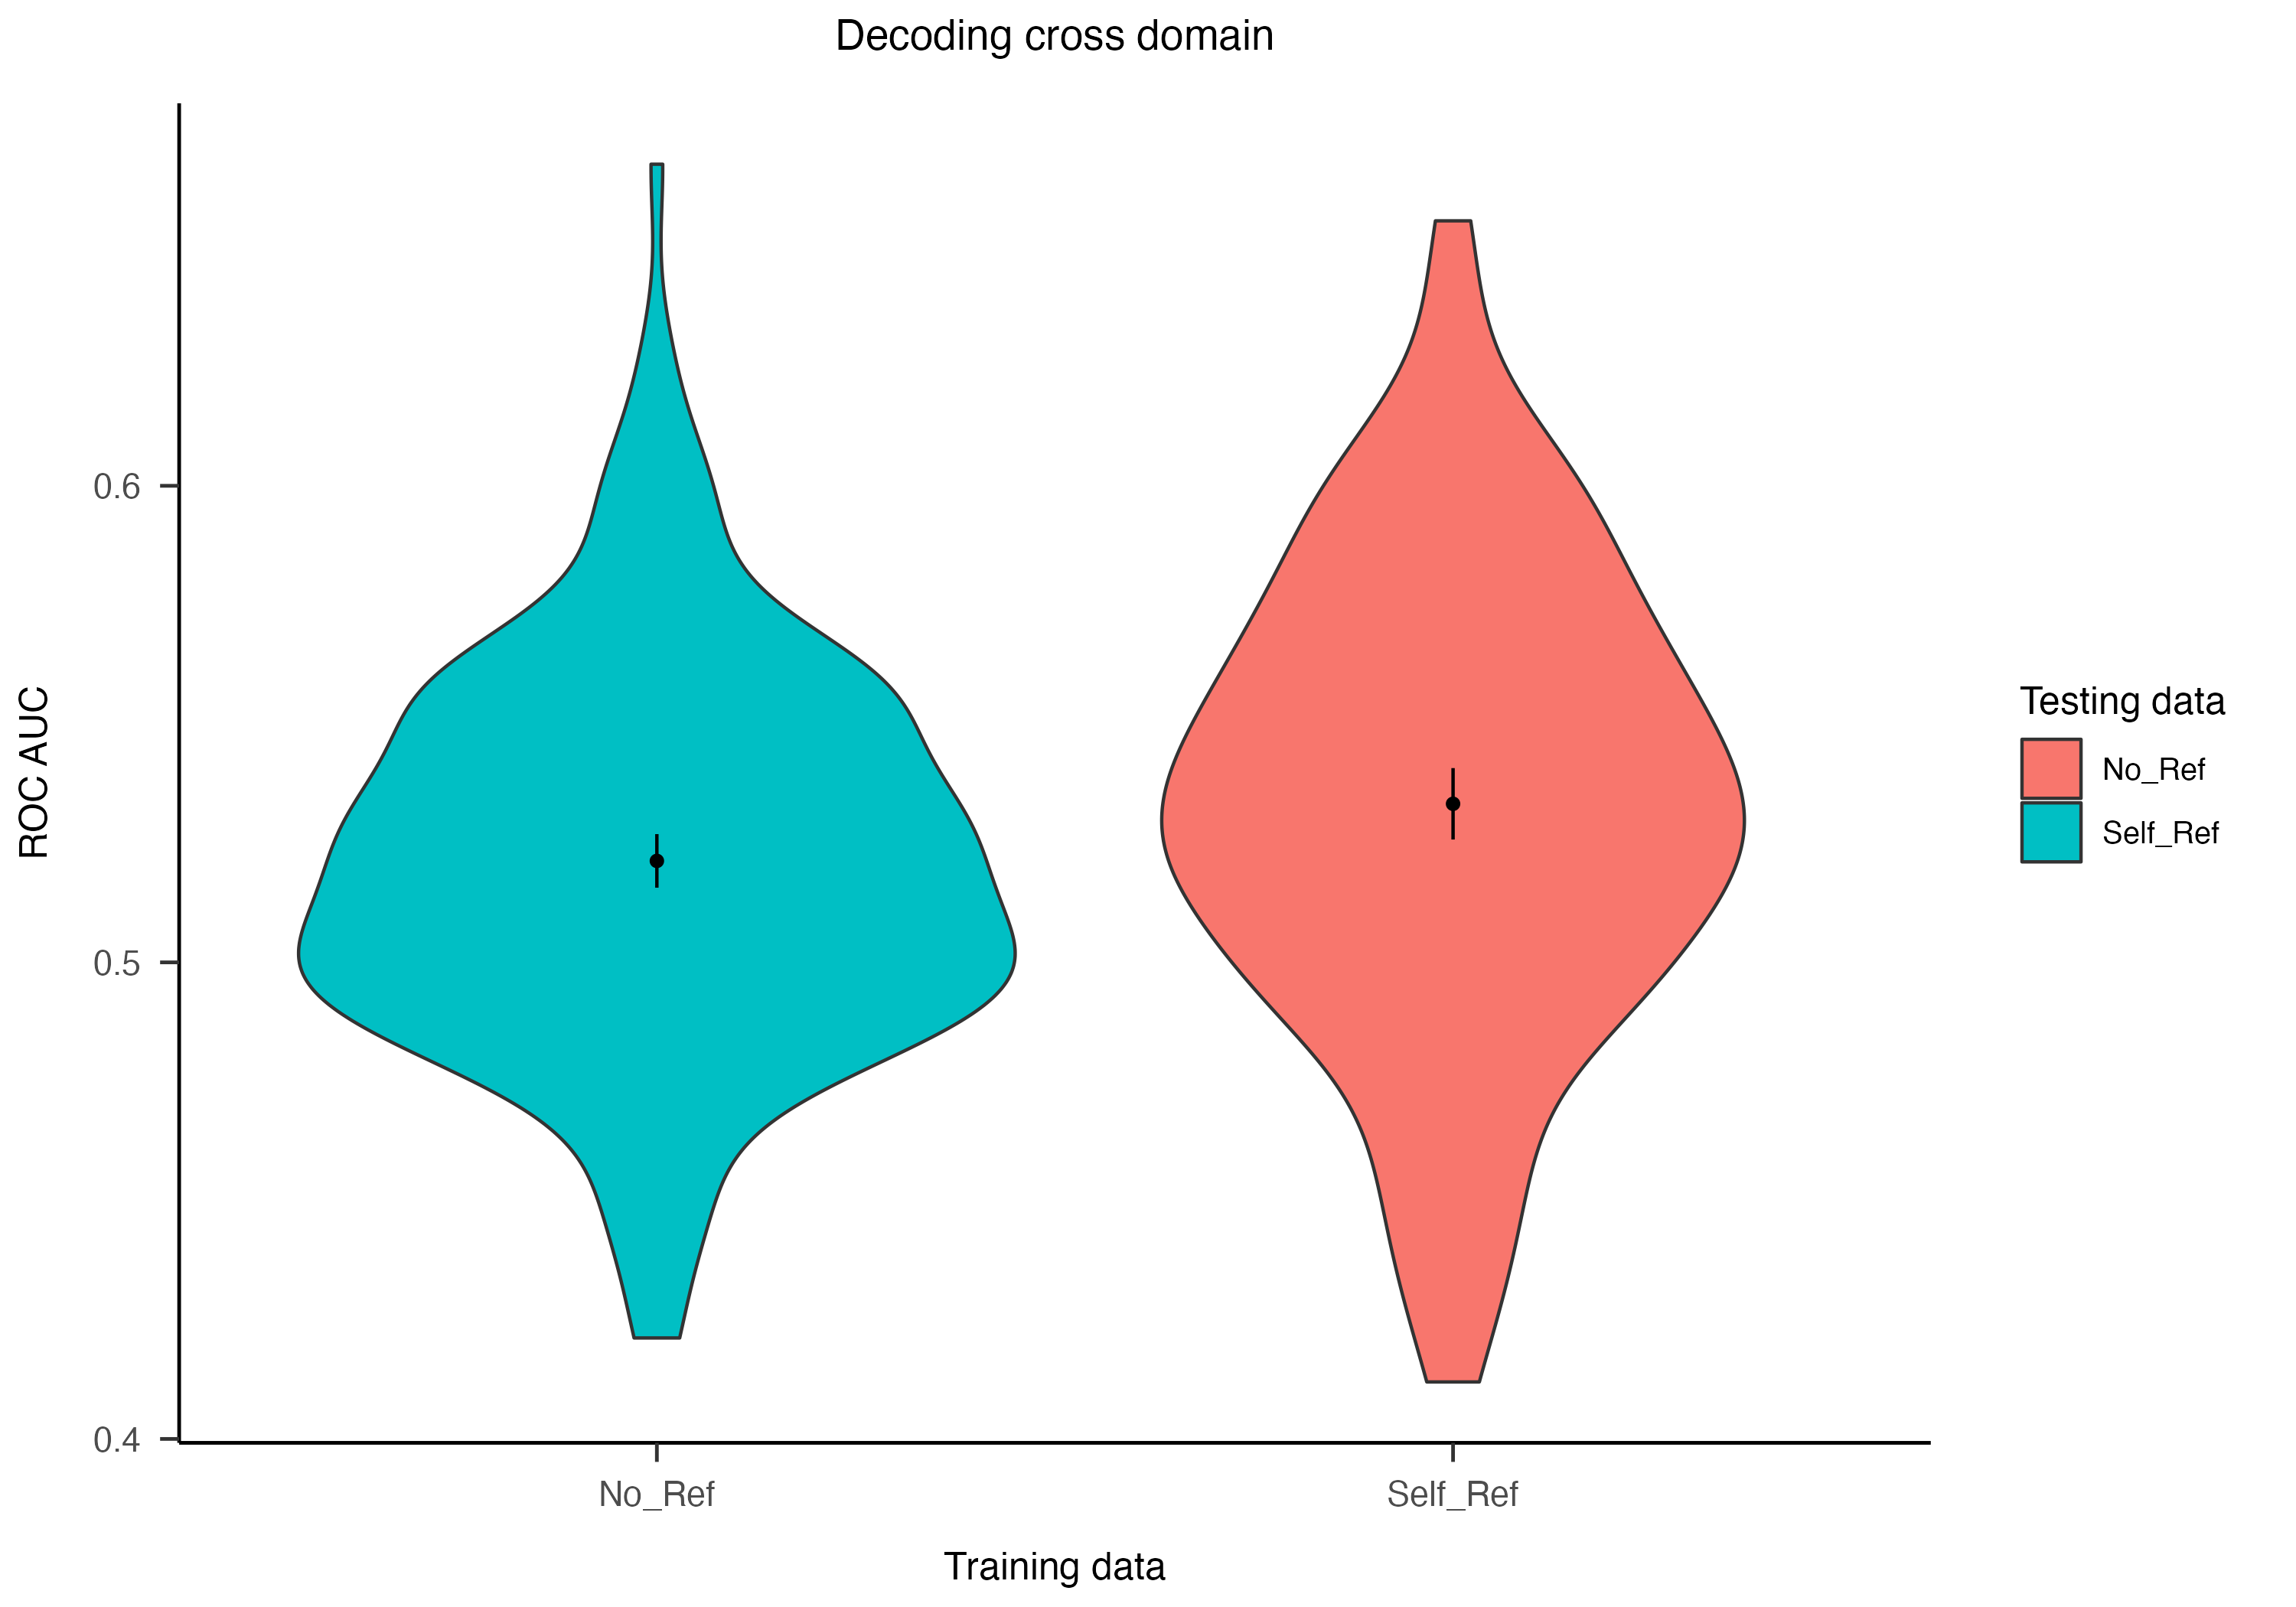 Decoding cross domain
ROC AUC
0.6
0.5
0.4
No_Ref
Self_Ref
Training data
Testing data
No_Ref
Self_Ref